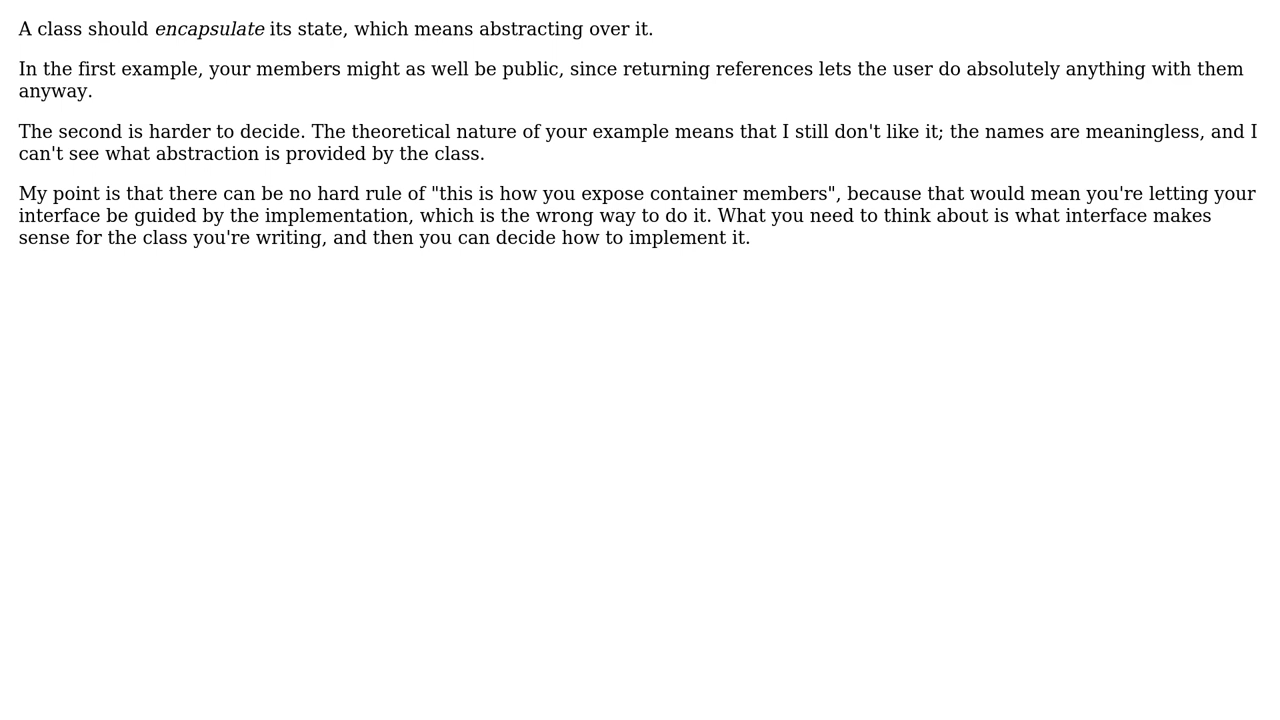 A class should encapsulate its state, which means abstracting over it.
In the first example, your members might as well be public, since returning references lets the user do absolutely anything with them
anyway.
The second is harder to decide. The theoretical nature of your example means that I still don't like it; the names are meaningless, and I
can't see what abstraction is provided by the class.
My point is that there can be no hard rule of "this is how you expose container members", because that would mean you're letting your
interface be guided by the implementation, which is the wrong way to do it. What you need to think about is what interface makes
sense for the class you're writing, and then you can decide how to implement it.